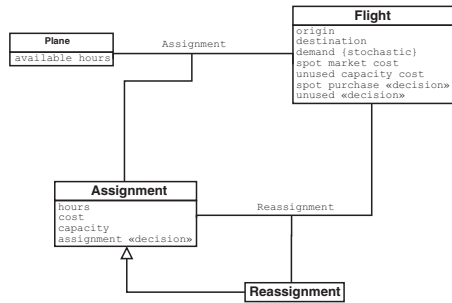 Flight
origin
destination
demand {stochastic}
spot market cost
unused capacity cost
spot purchase «decision»
unused «decision»
Plane
available hours
Assignment
Assignment
hours
cost
capacity
assignment «decision»
Reassignment
Reassignment